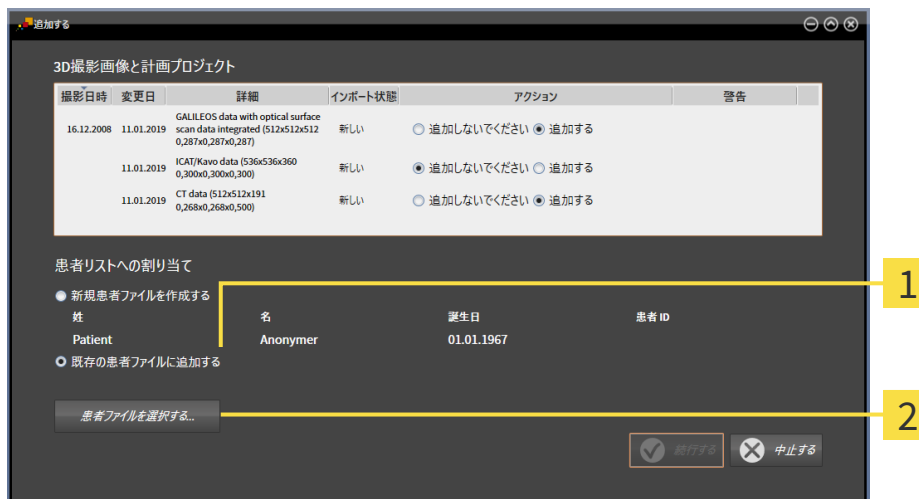 追加する
3D撮影画像と計画プロジェクト
撮影日時 変更日 詳細 インポート状態 アクション 警告
16.12.2008 11.01.2019 GALILEOS data with optical surface scan data integrated (512x512x512 0,287x0,287x0,287) 新しい 追加しないでください 追加する
11.01.2019 ICAT/Kavo data (536x536x360 0,300x0,300x0,300) 新しい 追加しないでください 追加する
11.01.2019 CT data (512x512x191 0,268x0,268x0,500) 新しい 追加しないでください 追加する
患者リストへの割り当て
新規患者ファイルを作成する
1
姓 名 誕生日 患者 ID
Patient Anonymer 01.01.1967
既存の患者ファイルに追加する
患者ファイルを選択する...
2
続行する 中止する